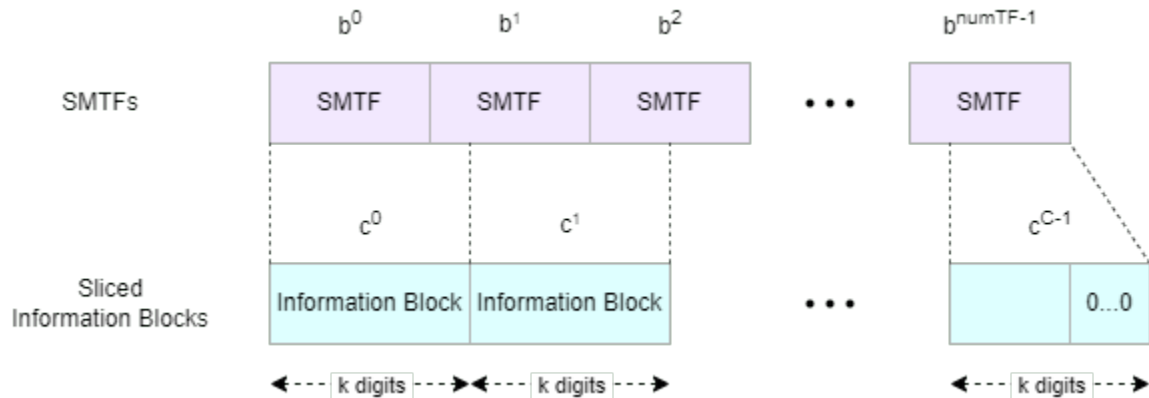 b⁰ b¹ b² bⁿᵘᵐᵀᶠ⁻¹
SMTFs SMTF SMTF SMTF ••• SMTF
c⁰ c¹ c^C-1
Sliced
Information Blocks Information Block Information Block ••• 0...0
k digits k digits k digits